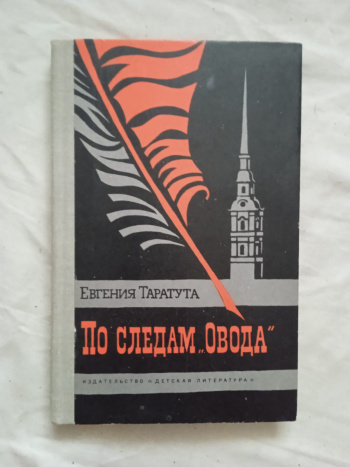 Евгения Таратута
По следам „Овода“
Издательство «Детская литература»